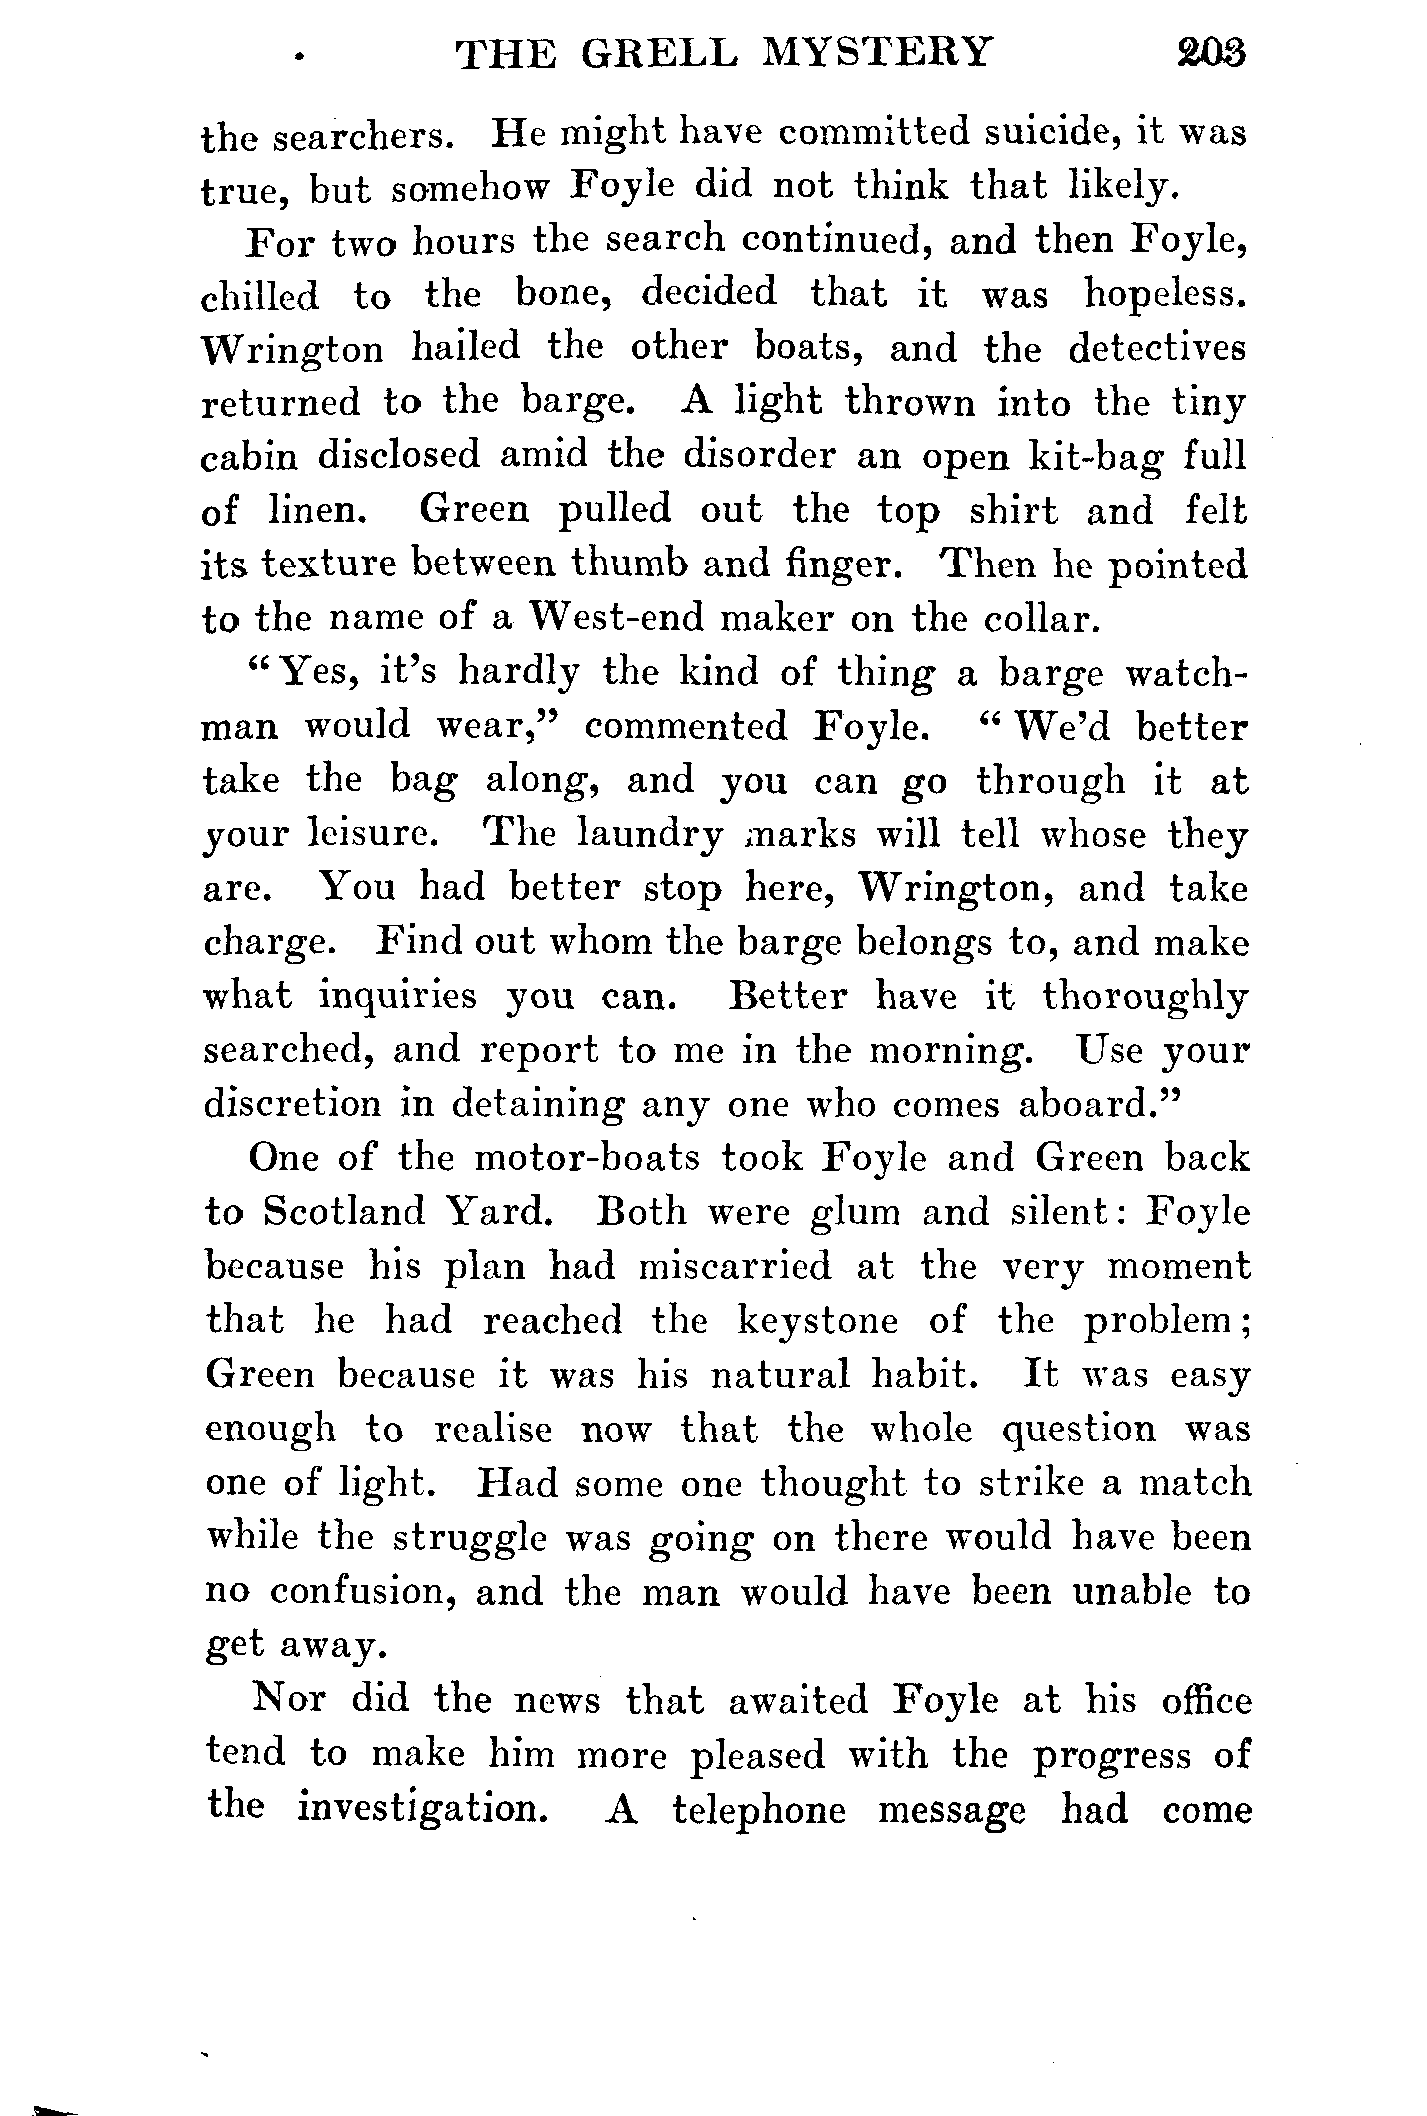 THE GRELL MYSTERY 203
the searchers. He might have committed suicide, it was
true, but somehow Foyle did not think that likely.
For two hours the search continued, and then Foyle,
chilled to the bone, decided that it was hopeless.
Wrington hailed the other boats, and the detectives
returned to the barge. A light thrown into the tiny
cabin disclosed amid the disorder an open kit-bag full
of linen. Green pulled out the top shirt and felt
its texture between thumb and finger. Then he pointed
to the name of a West-end maker on the collar.
“Yes, it’s hardly the kind of thing a barge watch-
man would wear,” commented Foyle. “We’d better
take the bag along, and you can go through it at
your leisure. The laundry marks will tell whose they
are. You had better stop here, Wrington, and take
charge. Find out whom the barge belongs to, and make
what inquiries you can. Better have it thoroughly
searched, and report to me in the morning. Use your
discretion in detaining any one who comes aboard.”
One of the motor-boats took Foyle and Green back
to Scotland Yard. Both were glum and silent: Foyle
because his plan had miscarried at the very moment
that he had reached the keystone of the problem;
Green because it was his natural habit. It was easy
enough to realise now that the whole question was
one of light. Had some one thought to strike a match
while the struggle was going on there would have been
no confusion, and the man would have been unable to
get away.
Nor did the news that awaited Foyle at his office
tend to make him more pleased with the progress of
the investigation. A telephone message had come